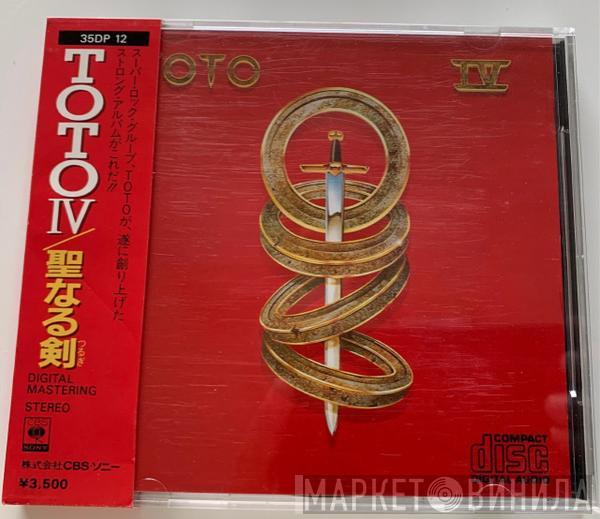 35DP 12
TOTO IV/聖なる剣
つるぎ
スーパー・ロック・グループ、TOTOが、遂に創り上げた
ストロング・アルバムがこれだ!!
DIGITAL
MASTERING
STEREO
CBS
SONY
株式会社CBS・ソニー
¥3,500
OTO
IV
COMPACT
disc
DIGITAL AUDIO
МАРКЕТ ВИНИЛА